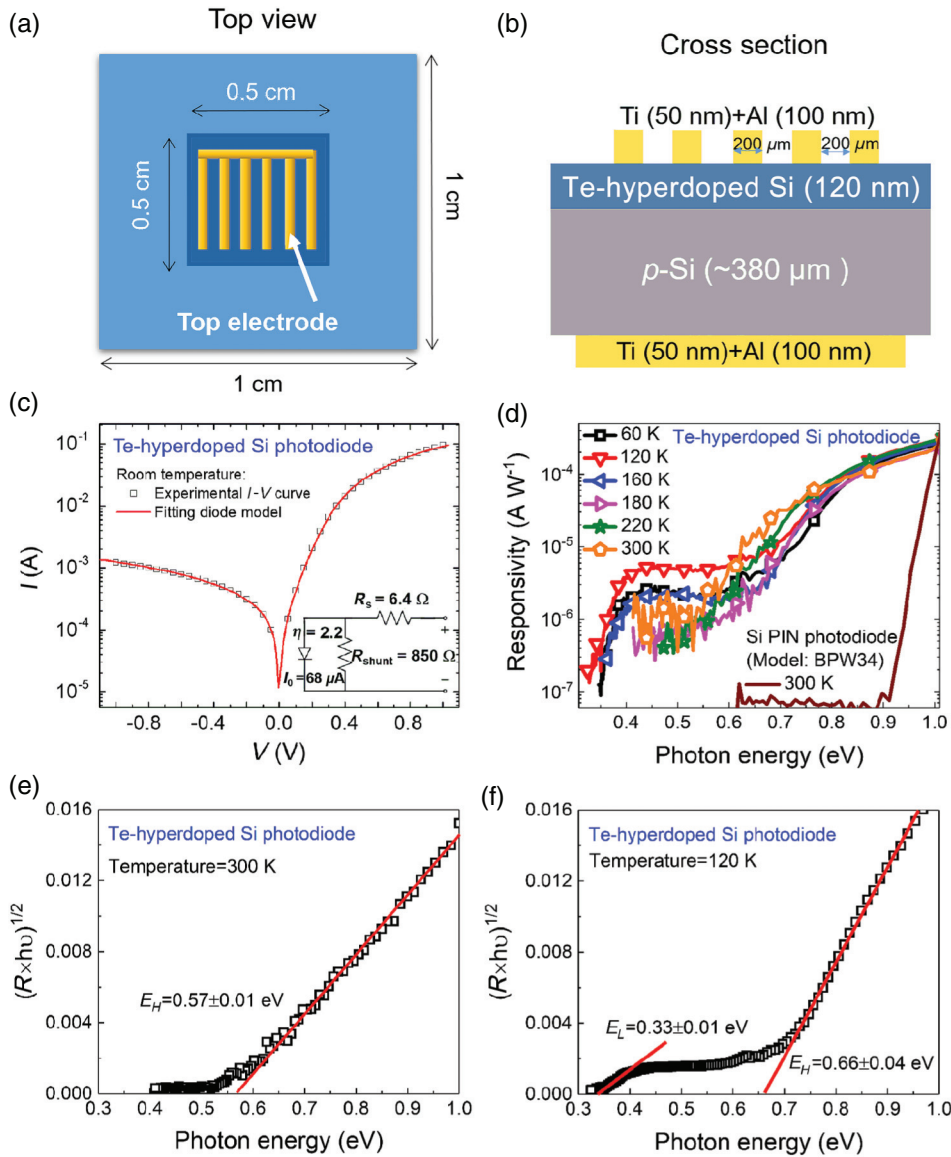 (a)
Top view
0.5 cm
0.5 cm
1 cm
Top electrode
1 cm
(b)
Cross section
Ti (50 nm)+Al (100 nm)
200 μm
200 μm
Te-hyperdoped Si (120 nm)
p-Si (~380 μm )
Ti (50 nm)+Al (100 nm)
(c)
Te-hyperdoped Si photodiode
Room temperature:
Experimental I-V curve
Fitting diode model
I (A)
10⁻¹
10⁻²
10⁻³
10⁻⁴
10⁻⁵
R_S = 6.4 Ω
η = 2.2
R_shunt = 850 Ω
I_0 = 68 μA
+
−
-0.8 -0.4 0.0 0.4 0.8
V (V)
(d)
60 K
120 K
160 K
180 K
220 K
300 K
Te-hyperdoped Si photodiode
Si PIN photodiode
(Model: BPW34)
300 K
Responsivity (A W⁻¹)
10⁻⁴
10⁻⁵
10⁻⁶
10⁻⁷
0.4 0.5 0.6 0.7 0.8 0.9 1.0
Photon energy (eV)
(e)
Te-hyperdoped Si photodiode
Temperature=300 K
E_H=0.57±0.01 eV
(R×hυ)^1/2
0.016
0.012
0.008
0.004
0.000
0.3 0.4 0.5 0.6 0.7 0.8 0.9 1.0
Photon energy (eV)
(f)
Te-hyperdoped Si photodiode
Temperature=120 K
E_L=0.33±0.01 eV
E_H=0.66±0.04 eV
(R×hυ)^1/2
0.016
0.012
0.008
0.004
0.000
0.3 0.4 0.5 0.6 0.7 0.8 0.9 1.0
Photon energy (eV)